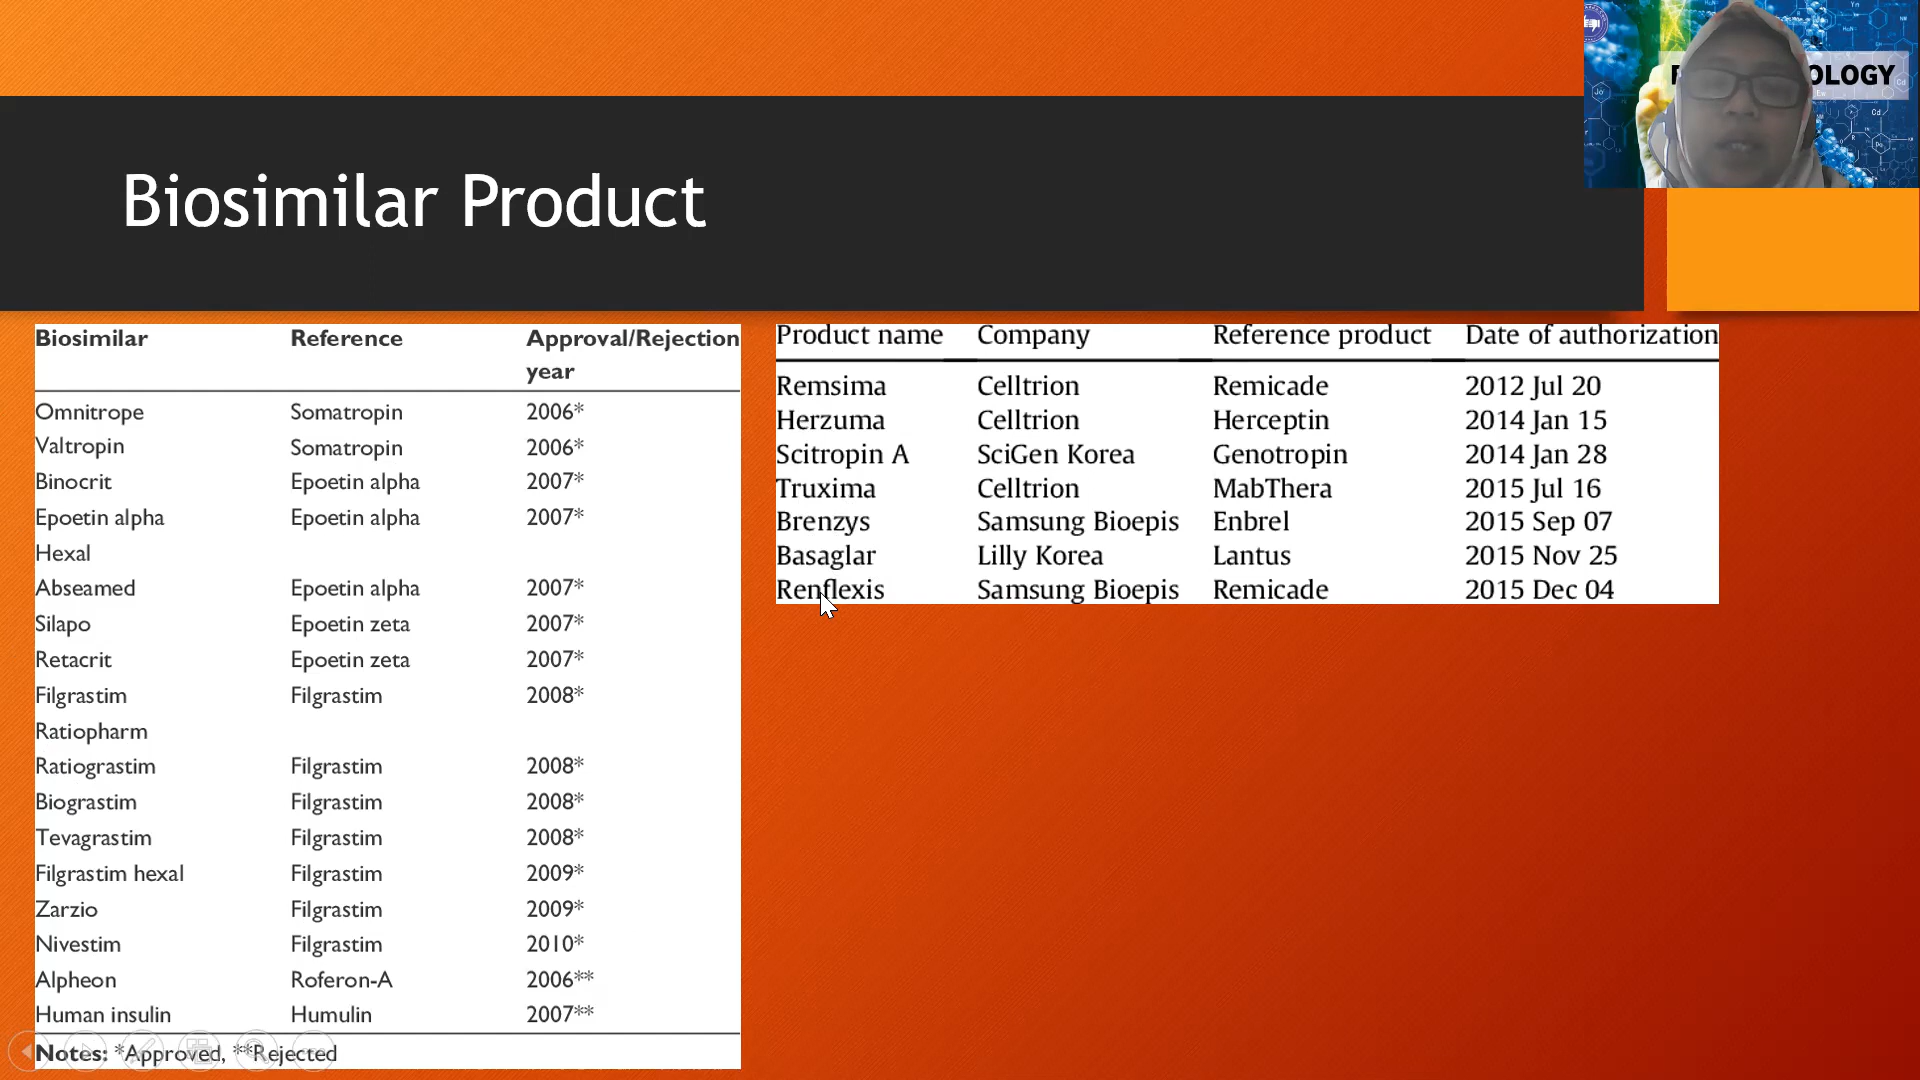 OLOGY
Biosimilar Product
Biosimilar Reference Approval/Rejection
year
Omnitrope Somatropin 2006*
Valtropin Somatropin 2006*
Binocrit Epoetin alpha 2007*
Epoetin alpha Epoetin alpha 2007*
Hexal
Abseamed Epoetin alpha 2007*
Silapo Epoetin zeta 2007*
Retacrit Epoetin zeta 2007*
Filgrastim Filgrastim 2008*
Ratiopharm
Ratiograstim Filgrastim 2008*
Biograstim Filgrastim 2008*
Tevagrastim Filgrastim 2008*
Filgrastim hexal Filgrastim 2009*
Zarzio Filgrastim 2009*
Nivestim Filgrastim 2010*
Alpheon Roferon-A 2006**
Human insulin Humulin 2007**
Notes: *Approved, **Rejected
Product name Company Reference product Date of authorization
Remsima Celltrion Remicade 2012 Jul 20
Herzuma Celltrion Herceptin 2014 Jan 15
Scitropin A SciGen Korea Genotropin 2014 Jan 28
Truxima Celltrion MabThera 2015 Jul 16
Brenzys Samsung Bioepis Enbrel 2015 Sep 07
Basaglar Lilly Korea Lantus 2015 Nov 25
Renflexis Samsung Bioepis Remicade 2015 Dec 04